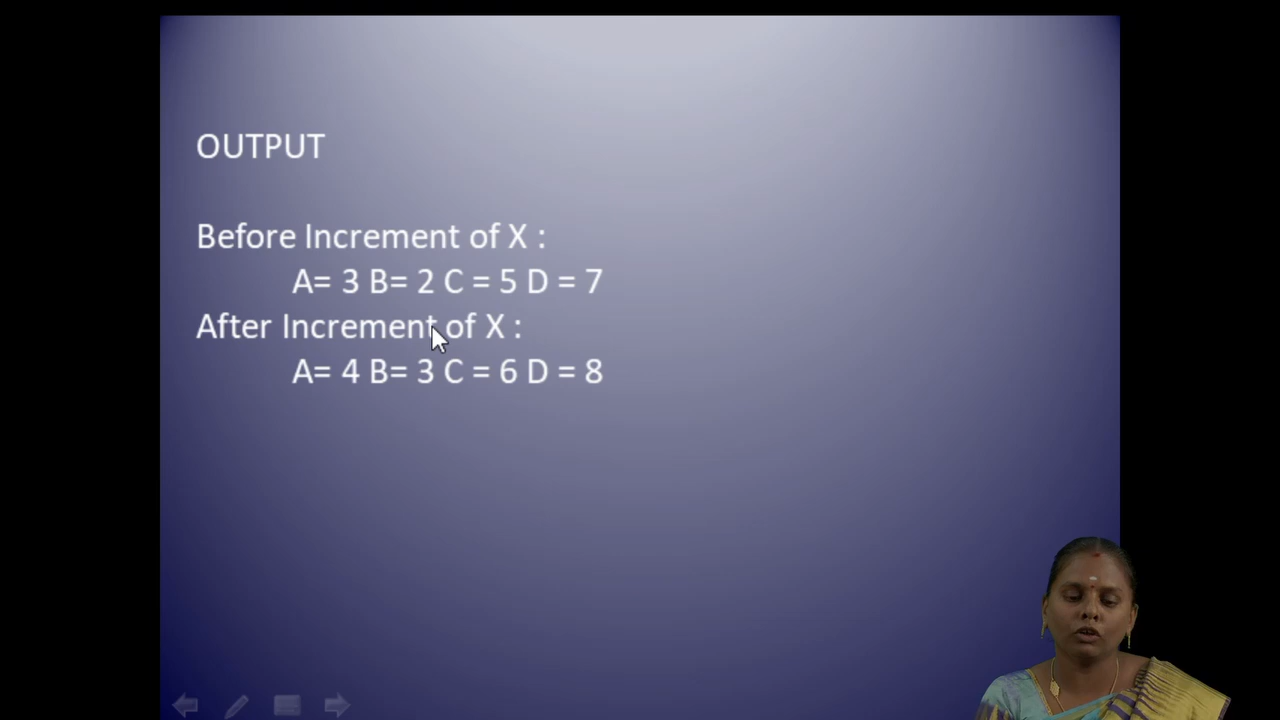 OUTPUT
Before Increment of X :
A= 3 B= 2 C = 5 D = 7
After Increment of X :
A= 4 B= 3 C = 6 D = 8